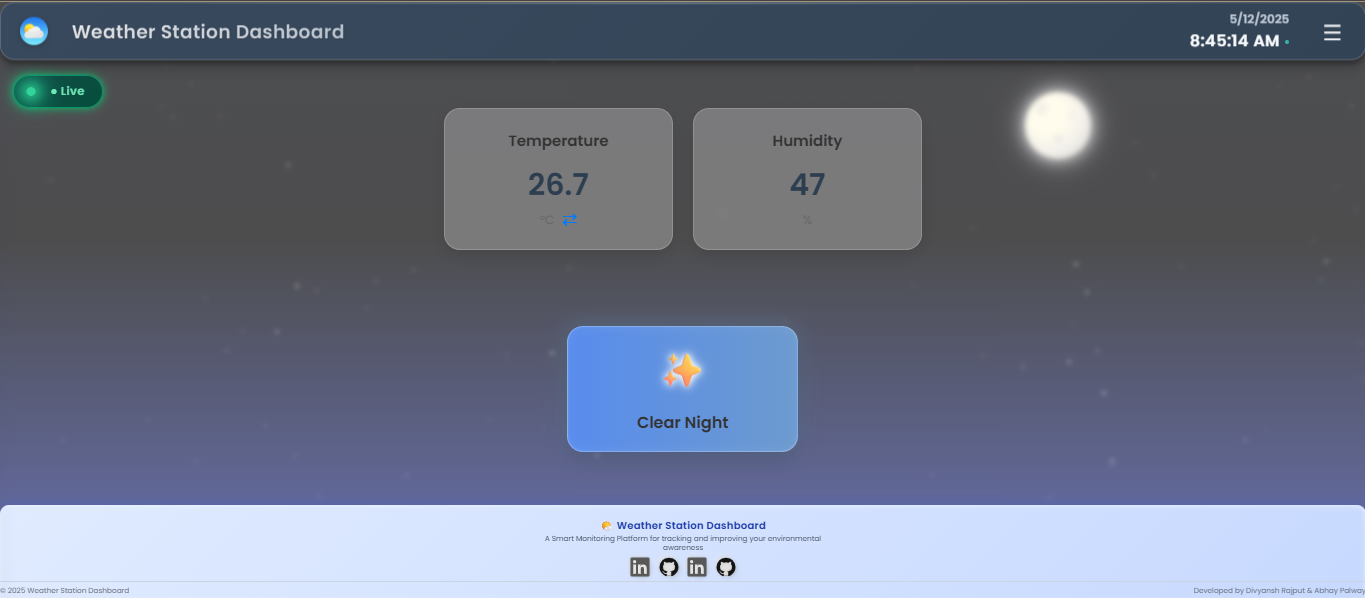 Weather Station Dashboard
5/12/2025
8:45:14 AM
• Live
Temperature
26.7
°C
Humidity
47
%
Clear Night
Weather Station Dashboard
A Smart Monitoring Platform for tracking and improving your environmental
awareness
in in
© 2025 Weather Station Dashboard
Developed by Divyansh Rajput & Abhay Palway